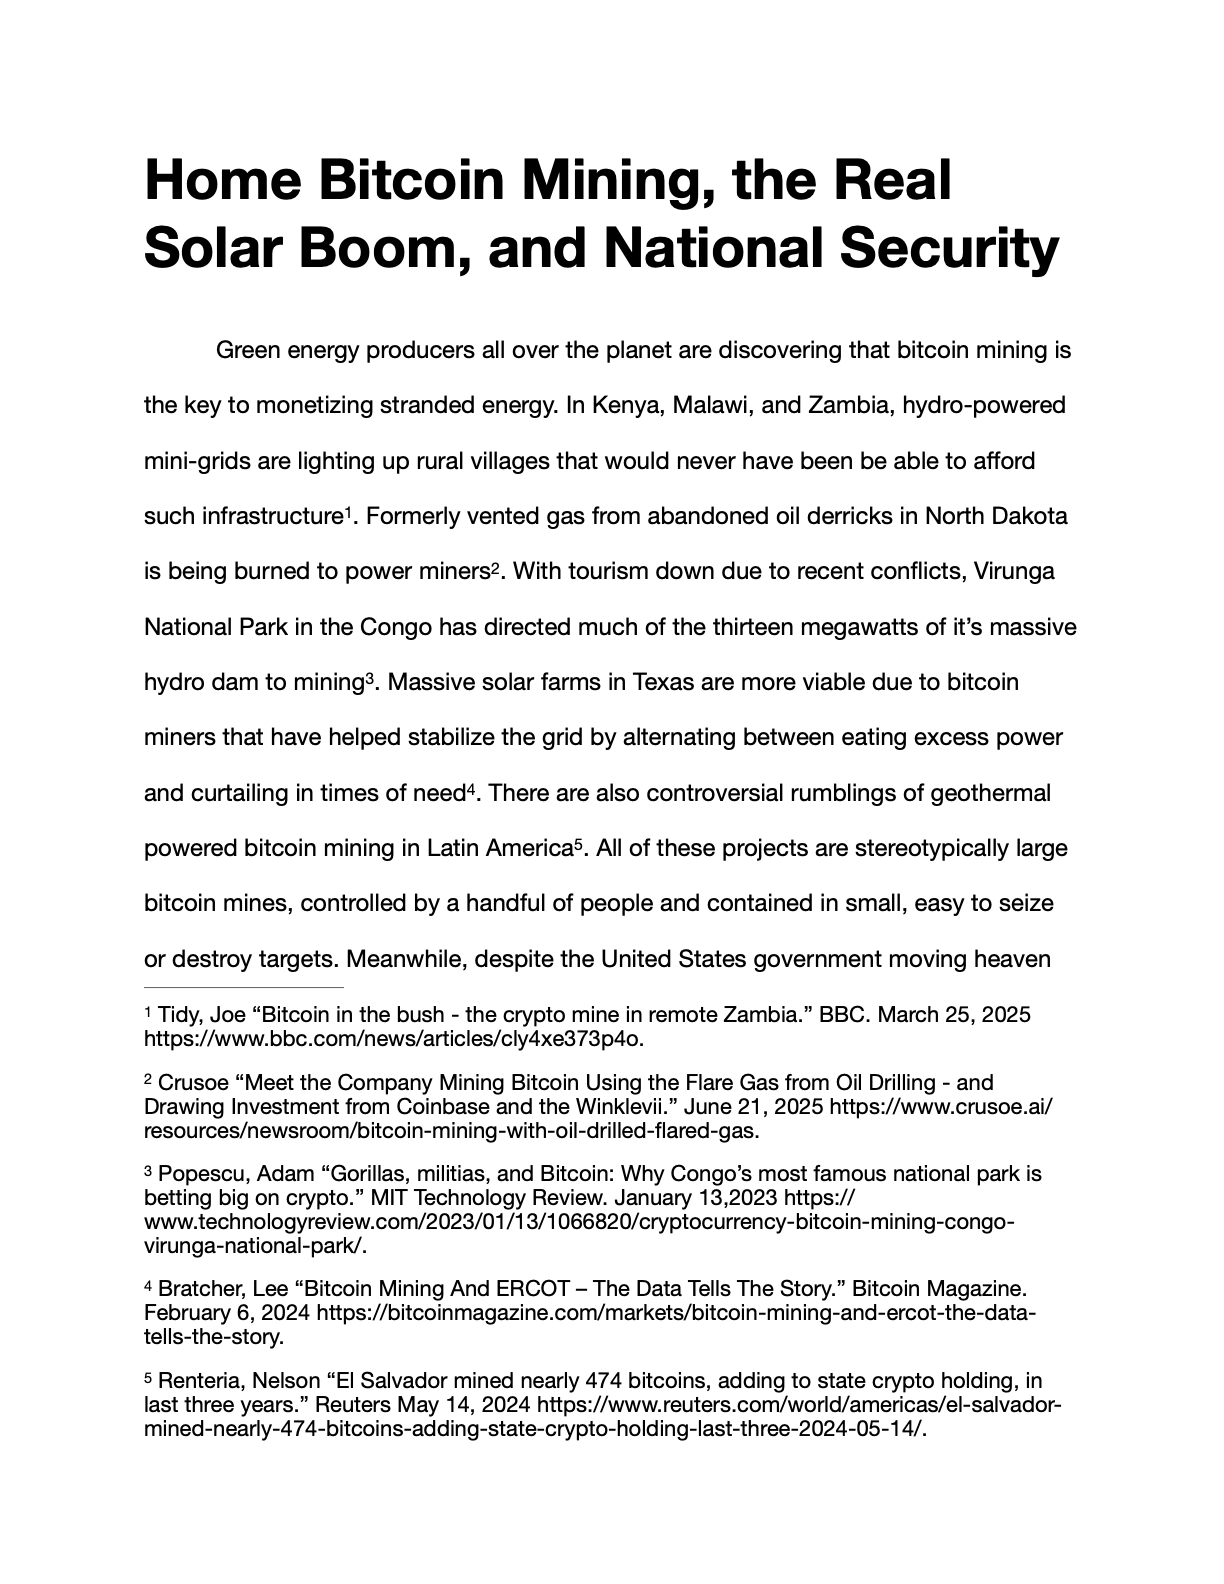 Home Bitcoin Mining, the Real
Solar Boom, and National Security
Green energy producers all over the planet are discovering that bitcoin mining is
the key to monetizing stranded energy. In Kenya, Malawi, and Zambia, hydro-powered
mini-grids are lighting up rural villages that would never have been be able to afford
such infrastructure¹. Formerly vented gas from abandoned oil derricks in North Dakota
is being burned to power miners². With tourism down due to recent conflicts, Virunga
National Park in the Congo has directed much of the thirteen megawatts of it’s massive
hydro dam to mining³. Massive solar farms in Texas are more viable due to bitcoin
miners that have helped stabilize the grid by alternating between eating excess power
and curtailing in times of need⁴. There are also controversial rumblings of geothermal
powered bitcoin mining in Latin America⁵. All of these projects are stereotypically large
bitcoin mines, controlled by a handful of people and contained in small, easy to seize
or destroy targets. Meanwhile, despite the United States government moving heaven
¹ Tidy, Joe “Bitcoin in the bush - the crypto mine in remote Zambia.” BBC. March 25, 2025
https://www.bbc.com/news/articles/cly4xe373p4o.
² Crusoe “Meet the Company Mining Bitcoin Using the Flare Gas from Oil Drilling - and
Drawing Investment from Coinbase and the Winklevii.” June 21, 2025 https://www.crusoe.ai/
resources/newsroom/bitcoin-mining-with-oil-drilled-flared-gas.
³ Popescu, Adam “Gorillas, militias, and Bitcoin: Why Congo’s most famous national park is
betting big on crypto.” MIT Technology Review. January 13,2023 https://
www.technologyreview.com/2023/01/13/1066820/cryptocurrency-bitcoin-mining-congo-
virunga-national-park/.
⁴ Bratcher, Lee “Bitcoin Mining And ERCOT – The Data Tells The Story.” Bitcoin Magazine.
February 6, 2024 https://bitcoinmagazine.com/markets/bitcoin-mining-and-ercot-the-data-
tells-the-story.
⁵ Renteria, Nelson “El Salvador mined nearly 474 bitcoins, adding to state crypto holding, in
last three years.” Reuters May 14, 2024 https://www.reuters.com/world/americas/el-salvador-
mined-nearly-474-bitcoins-adding-state-crypto-holding-last-three-2024-05-14/.